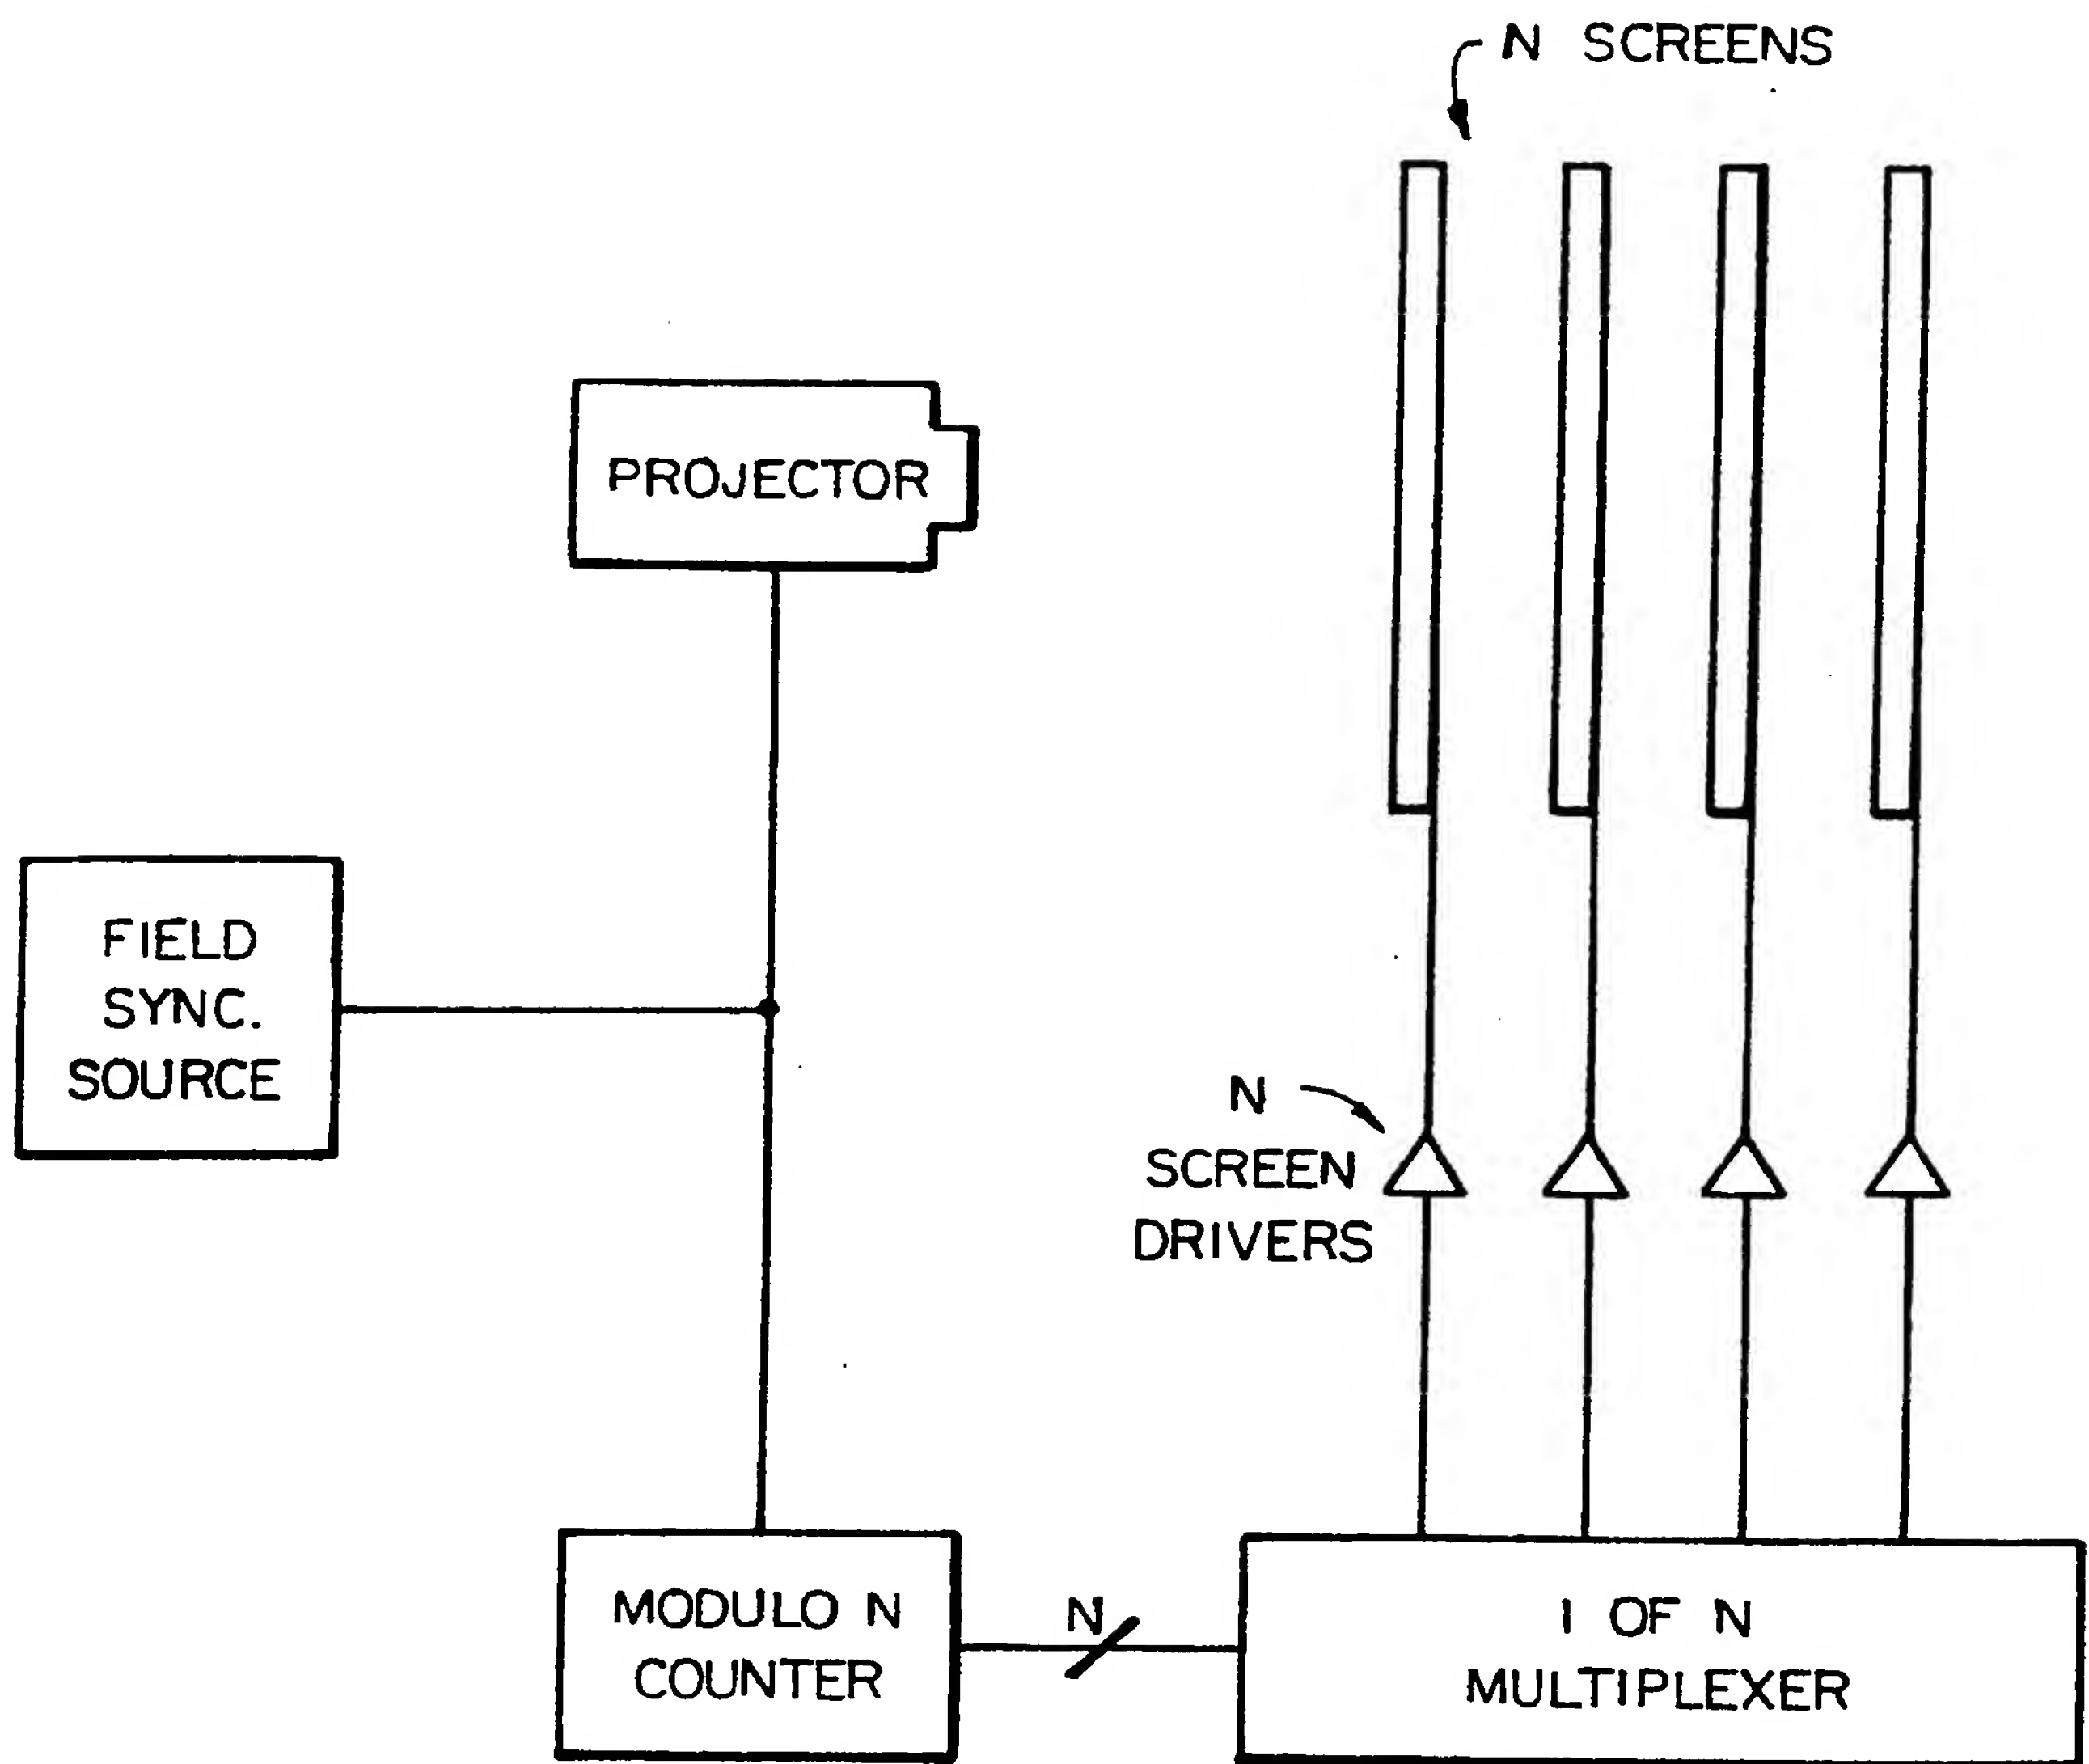 N SCREENS
PROJECTOR
FIELD
SYNC.
SOURCE
N
SCREEN
DRIVERS
MODULO N
COUNTER
N
1 OF N
MULTIPLEXER